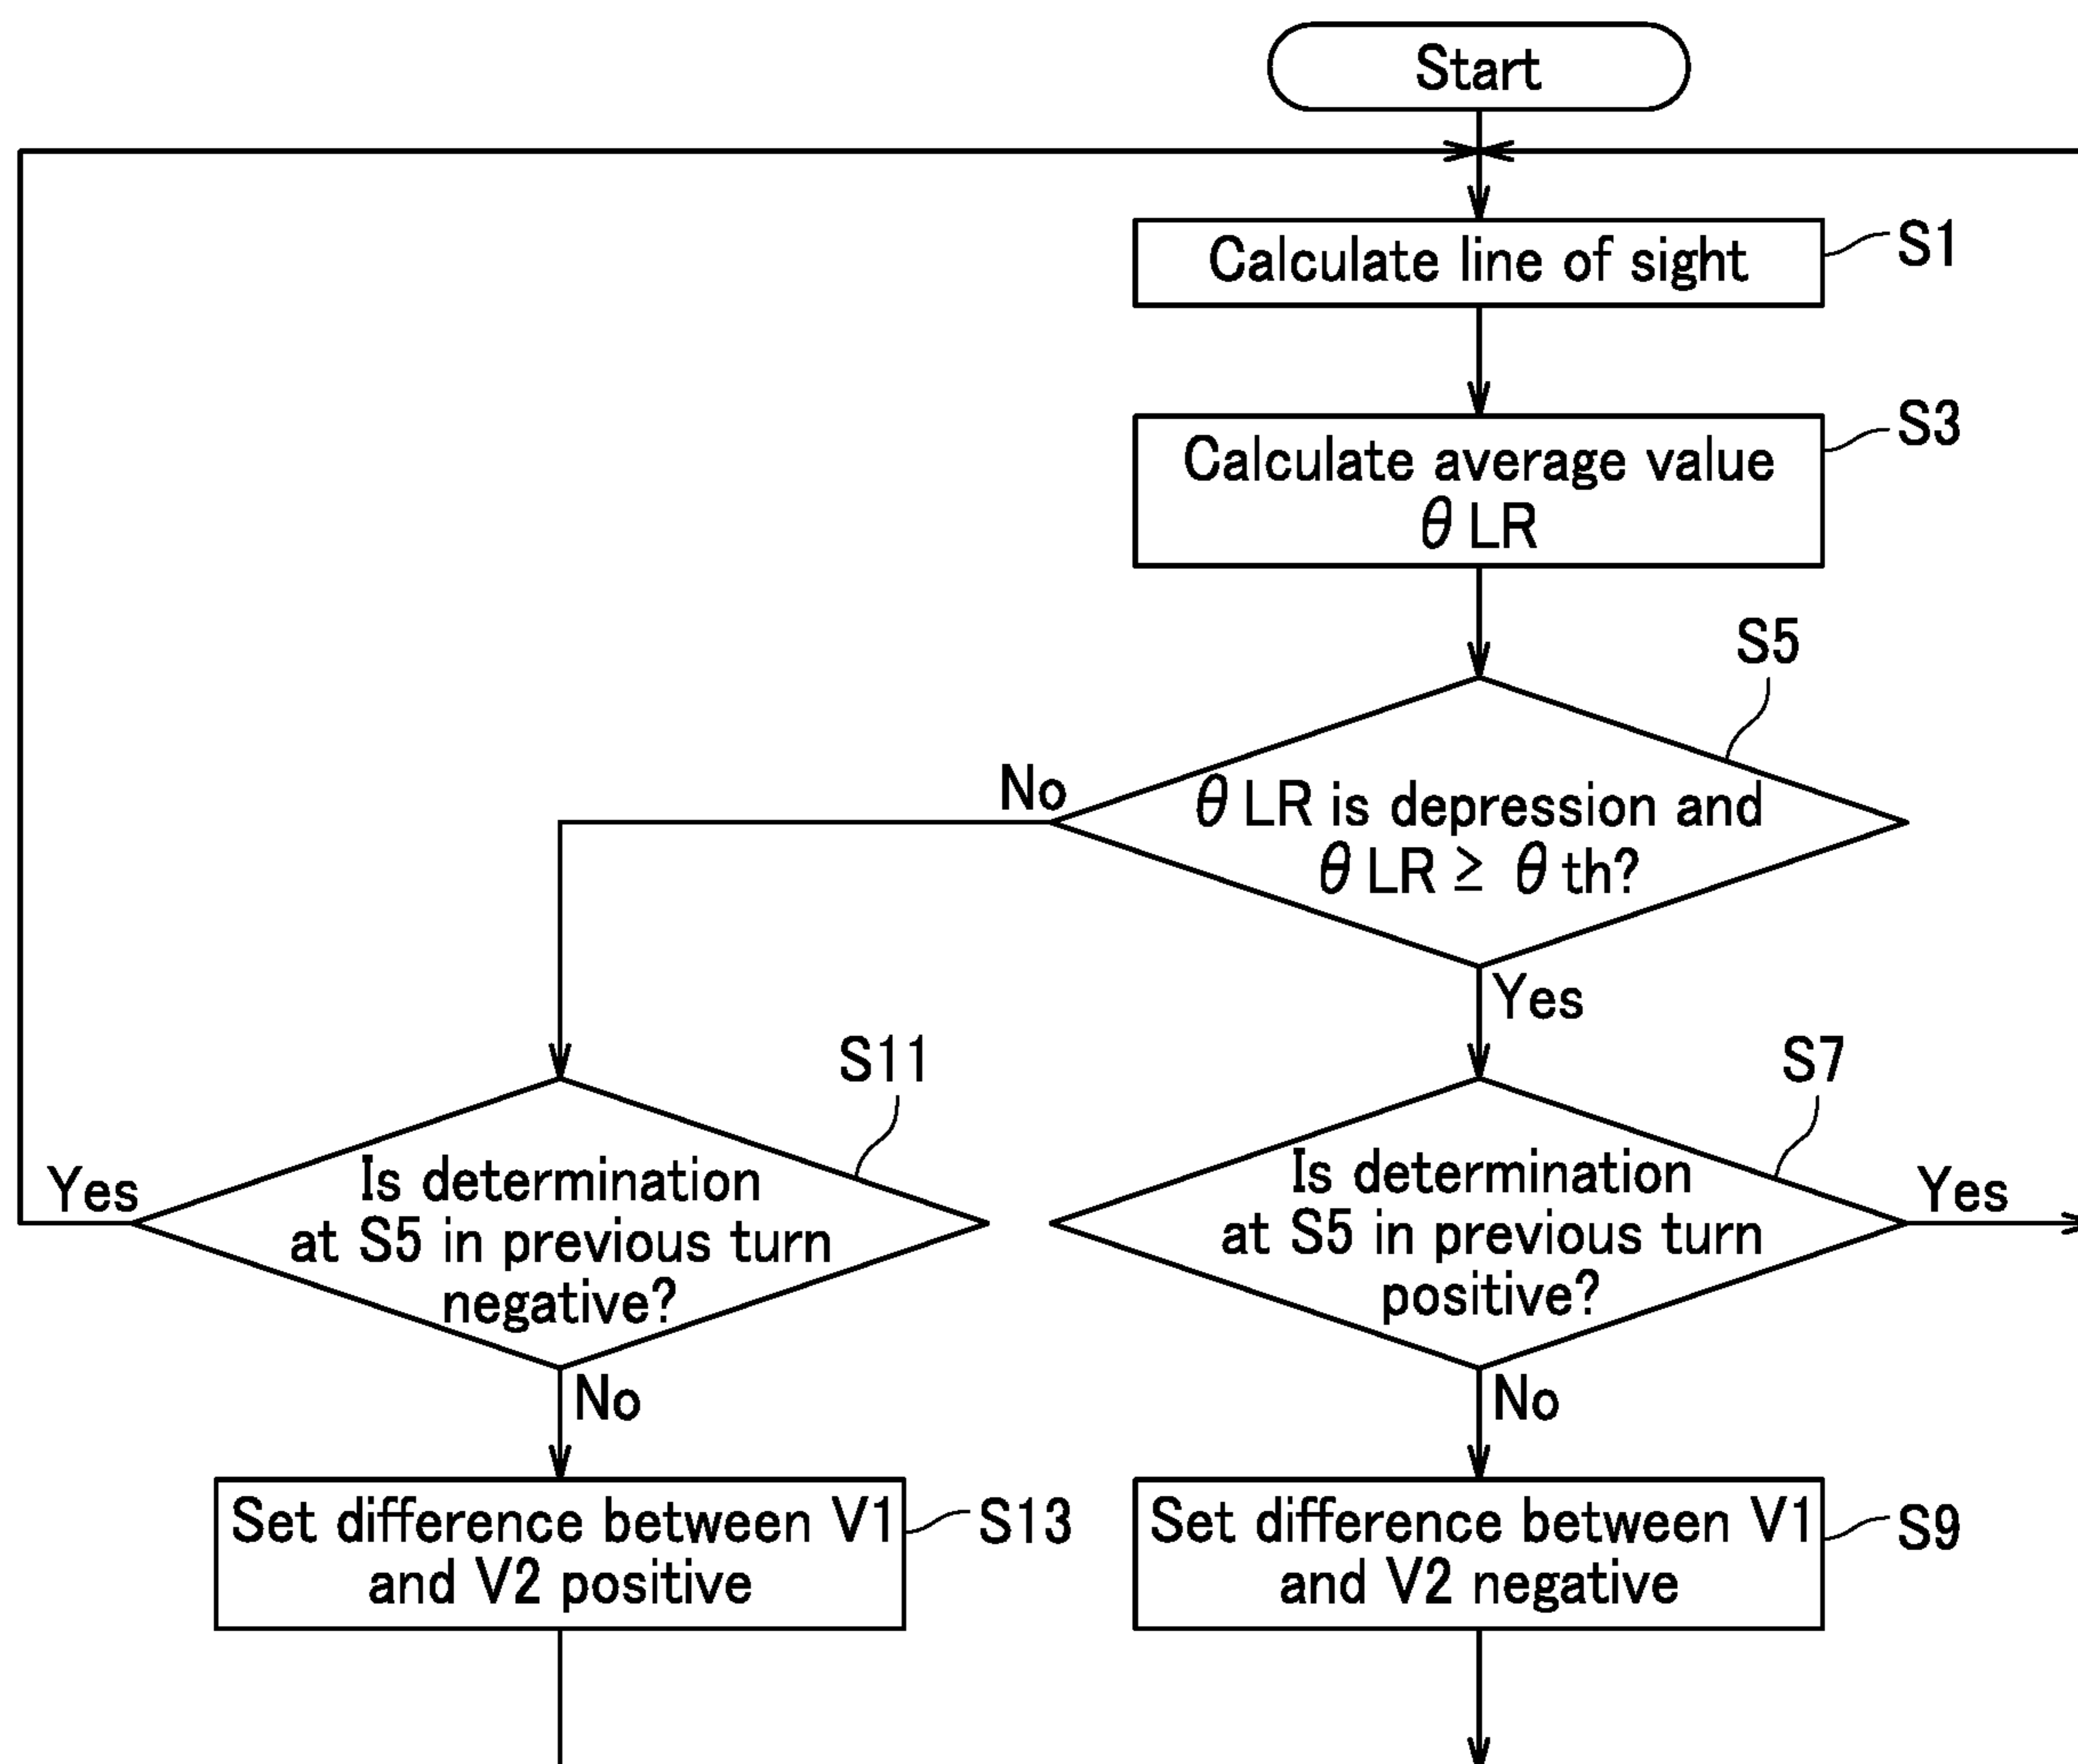 Start
Calculate line of sight
S1
Calculate average value
θ LR
S3
S5
θ LR is depression and
θ LR ≥ θ th?
No
Yes
S11
Is determination
at S5 in previous turn
negative?
Yes
No
S7
Is determination
at S5 in previous turn
positive?
Yes
No
Set difference between V1
and V2 positive
S13
Set difference between V1
and V2 negative
S9